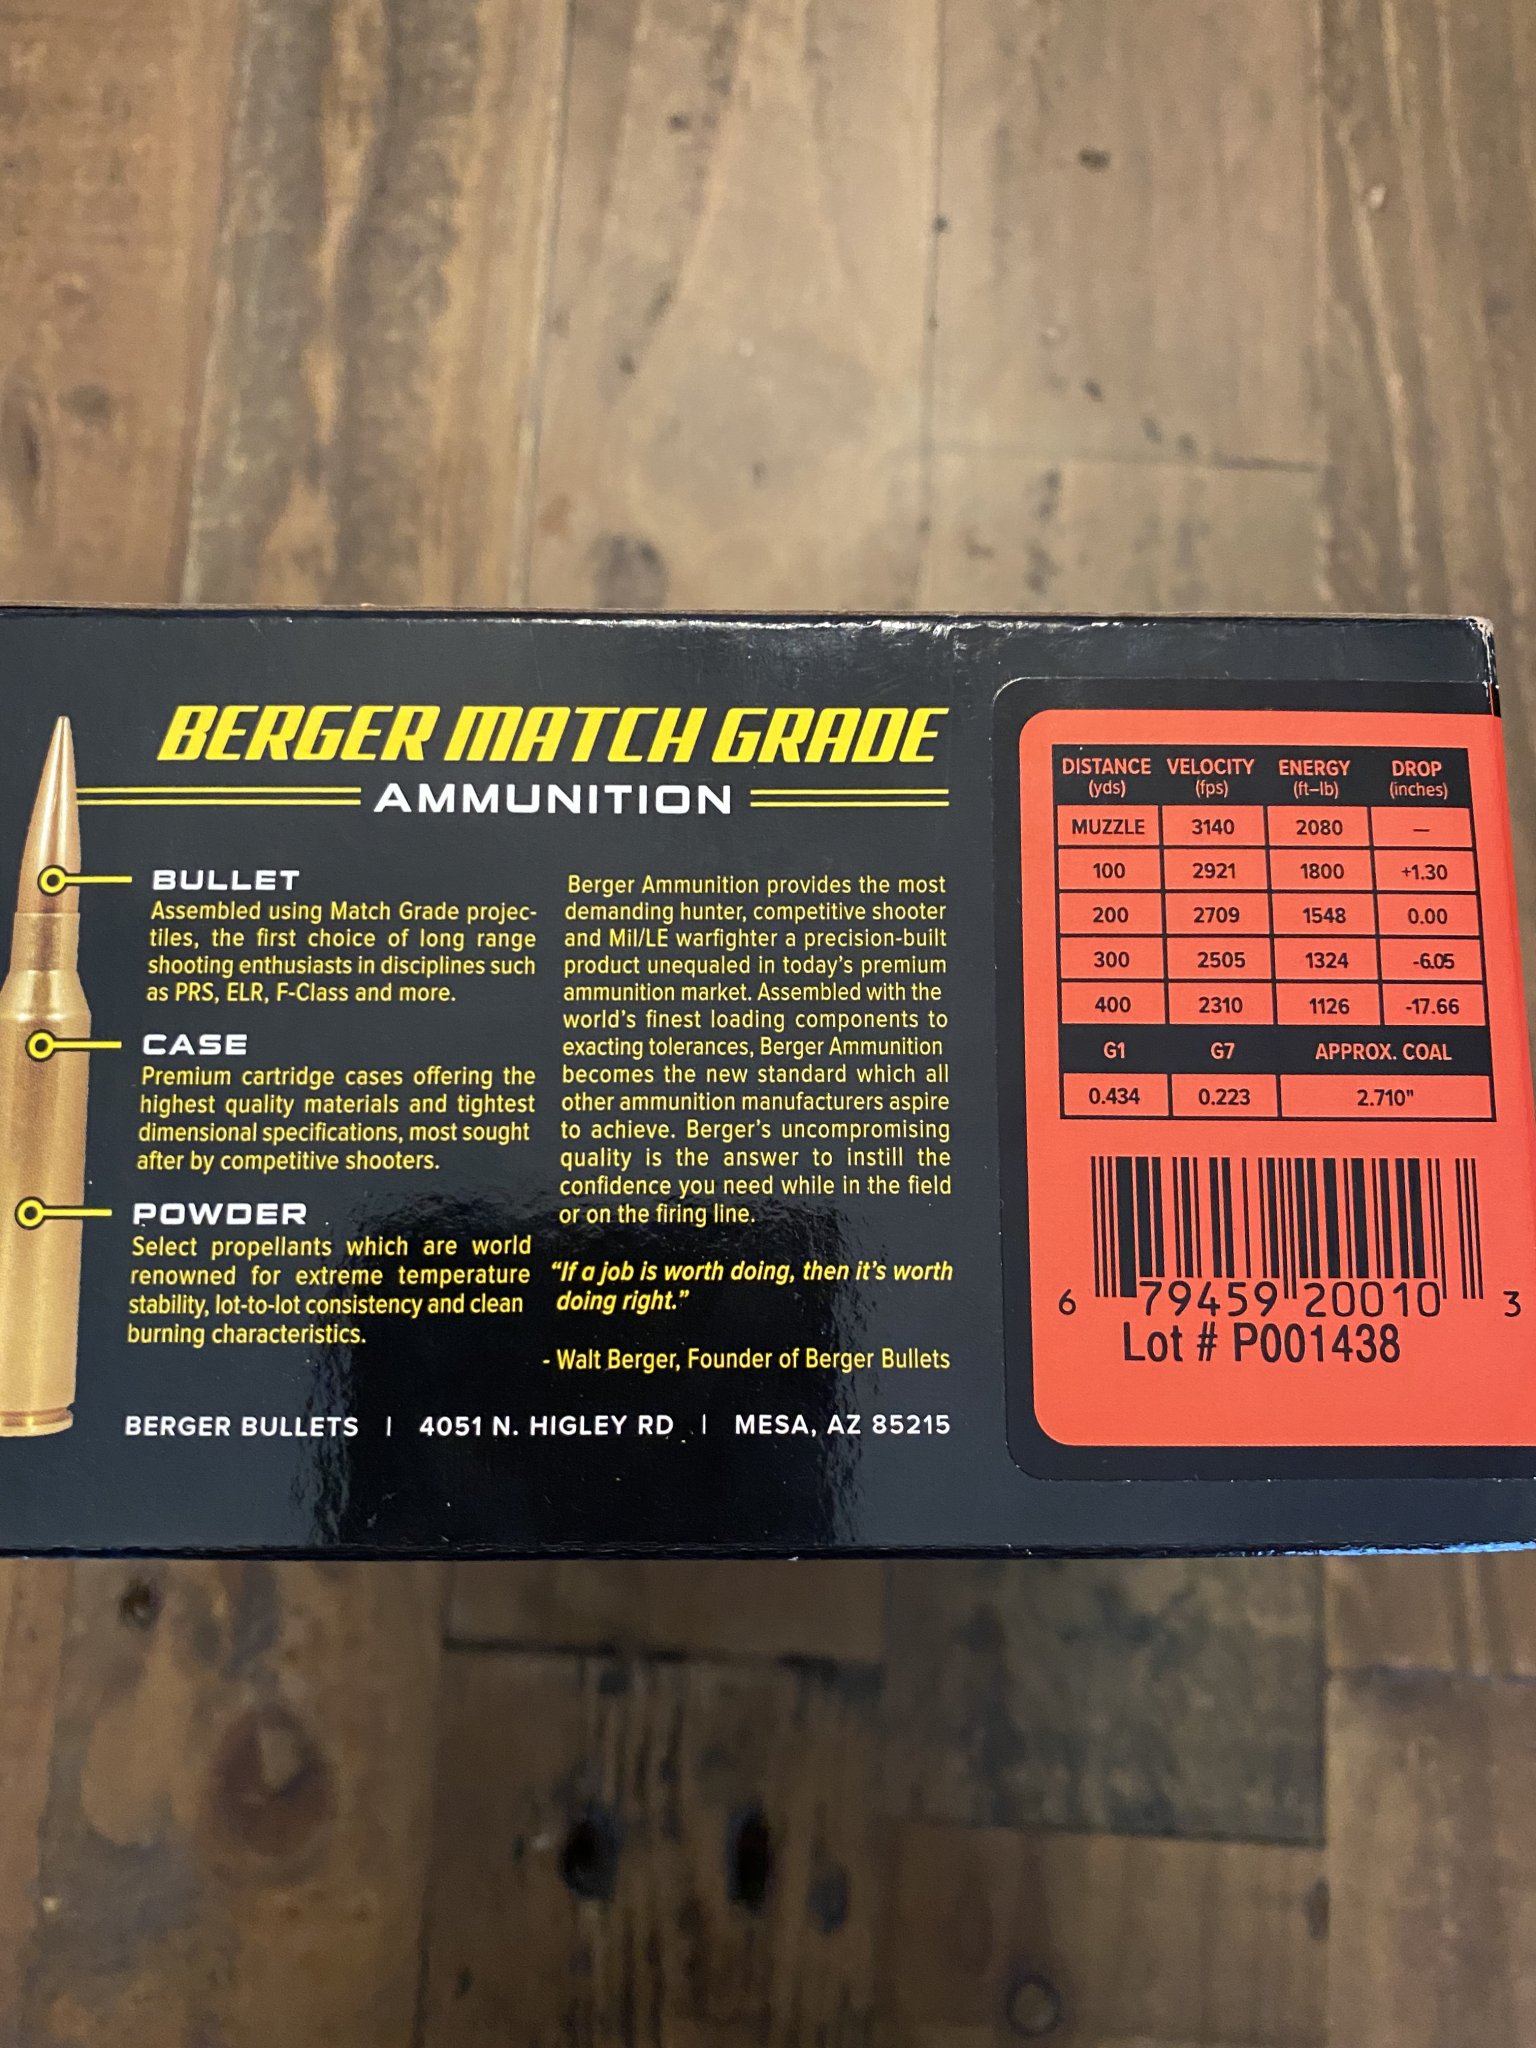 BERGER MATCH GRADE
AMMUNITION
BULLET
Assembled using Match Grade projec-
tiles, the first choice of long range
shooting enthusiasts in disciplines such
as PRS, ELR, F-Class and more.
CASE
Premium cartridge cases offering the
highest quality materials and tightest
dimensional specifications, most sought
after by competitive shooters.
POWDER
Select propellants which are world
renowned for extreme temperature
stability, lot-to-lot consistency and clean
burning characteristics.
Berger Ammunition provides the most
demanding hunter, competitive shooter
and Mil/LE warfighter a precision-built
product unequaled in today's premium
ammunition market. Assembled with the
world's finest loading components to
exacting tolerances, Berger Ammunition
becomes the new standard which all
other ammunition manufacturers aspire
to achieve. Berger's uncompromising
quality is the answer to instill the
confidence you need while in the field
or on the firing line.
"If a job is worth doing, then it's worth
doing right."
- Walt Berger, Founder of Berger Bullets
BERGER BULLETS | 4051 N. HIGLEY RD | MESA, AZ 85215
DISTANCE VELOCITY ENERGY DROP
(yds) (fps) (ft-lb) (inches)
MUZZLE 3140 2080 —
100 2921 1800 +1.30
200 2709 1548 0.00
300 2505 1324 -6.05
400 2310 1126 -17.66
G1 G7 APPROX. COAL
0.434 0.223 2.710"
6 79459 20010 3
Lot # P001438